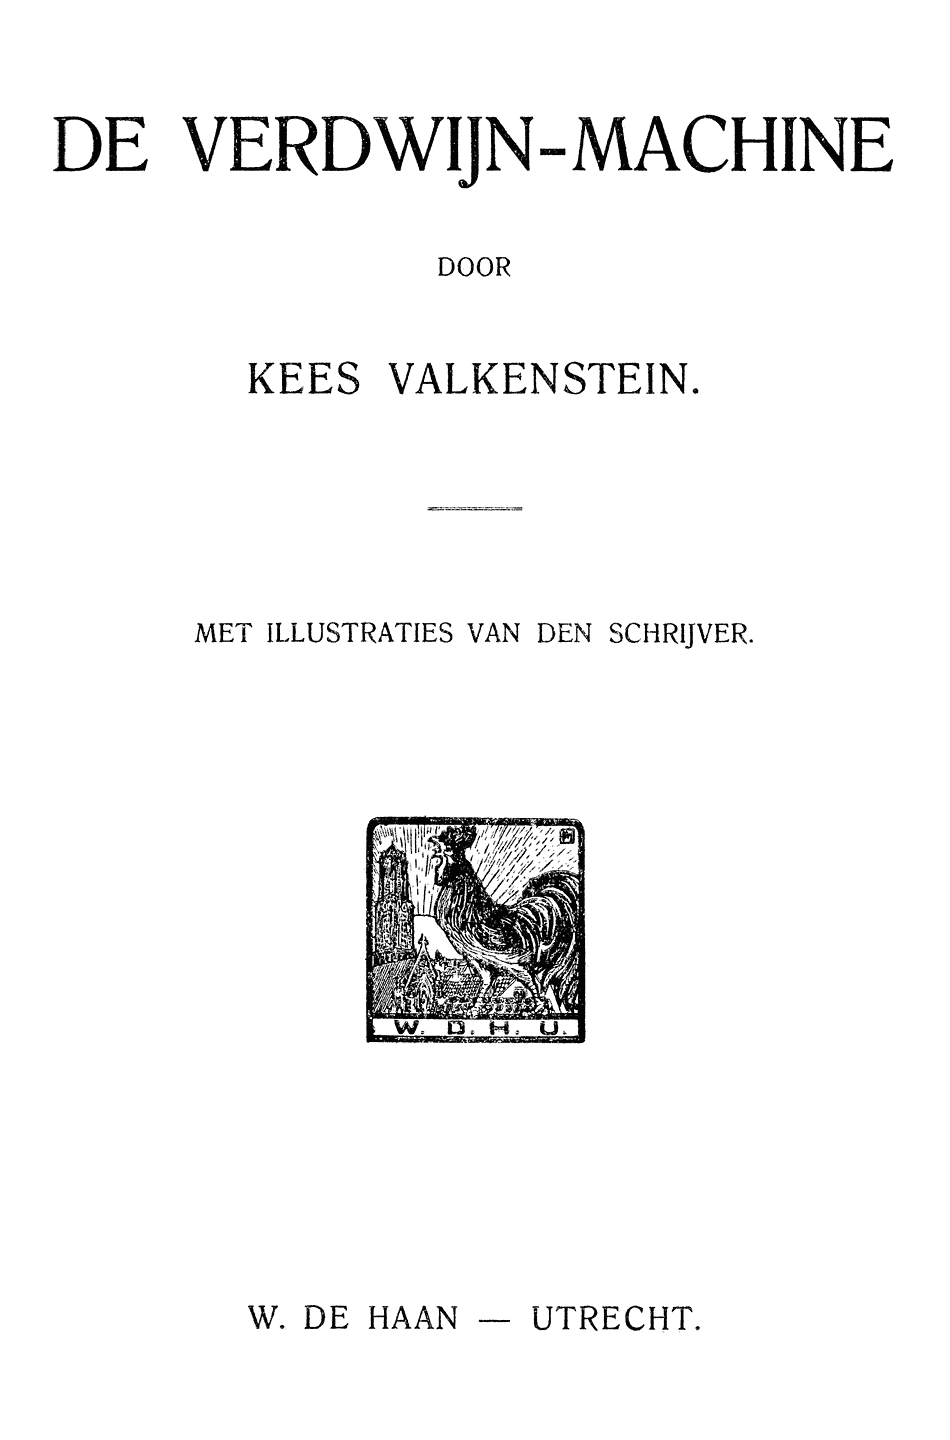 DE VERDWIJN-MACHINE
DOOR
KEES VALKENSTEIN.
MET ILLUSTRATIES VAN DEN SCHRIJVER.
W. D. H. U.
W. DE HAAN — UTRECHT.